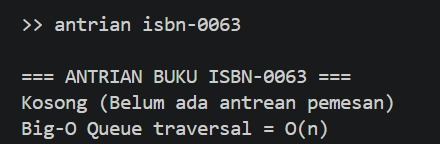 >> antrian isbn-0063
=== ANTRIAN BUKU ISBN-0063 ===
Kosong (Belum ada antrean pemesan)
Big-O Queue traversal = O(n)